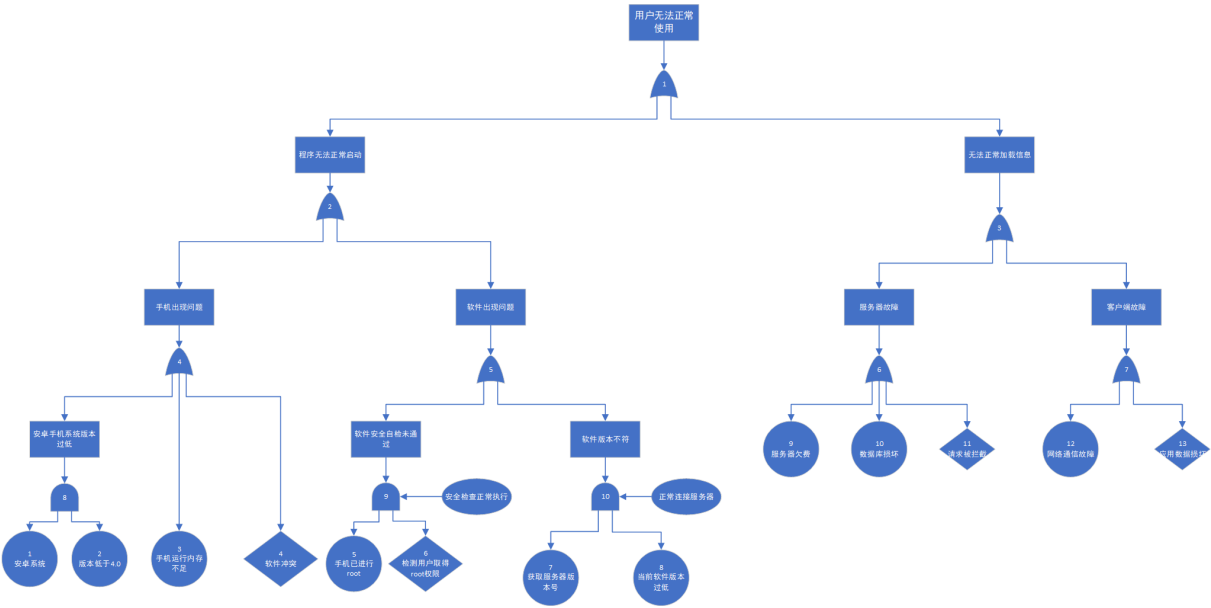 用户无法正常
使用
1
程序无法正常启动
无法正常加载信息
2
3
手机出现问题
软件出现问题
服务器故障
客户端故障
4
5
6
7
安卓手机系统版本
过低
软件安全自检未通
过
软件版本不符
9
服务器欠费
10
数据库损坏
11
请求被拦截
12
网络通信故障
13
应用数据损坏
8
9
安全检查正常执行
10
正常连接服务器
1
安卓系统
2
版本低于4.0
3
手机运行内存
不足
4
软件冲突
5
手机已进行
root
6
检测用户取得
root权限
7
获取服务器版
本号
8
当前软件版本
过低